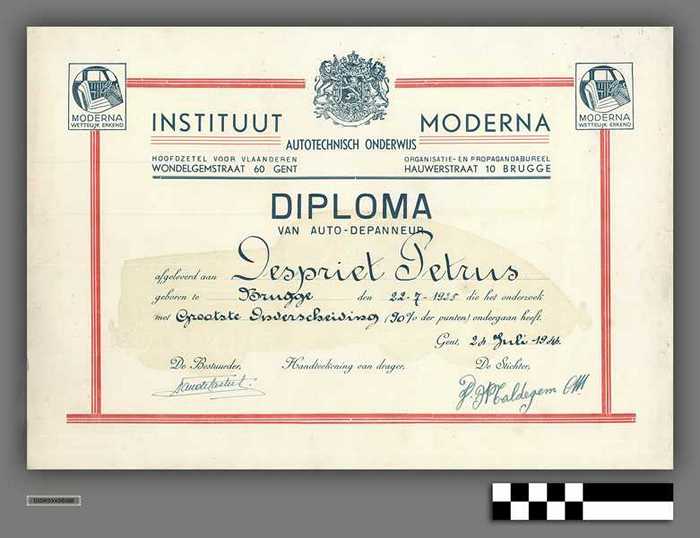 MODERNA
WETTELIJK ERKEND
MODERNA
WETTELIJK ERKEND
INSTITUUT MODERNA
AUTOTECHNISCH ONDERWIJS
HOOFDZETEL VOOR VLAANDEREN
WONDELGEMSTRAAT 60 GENT
ORGANISATIE- EN PROPAGANDABUREEL
HAUWERSTRAAT 10 BRUGGE
DIPLOMA
VAN AUTO-DEPANNEUR
afgeleverd aan Despriet Petrus
geboren te Brugge den 22-7-1925 die het onderzoek
met Grootste Onderscheiding (90% der punten) ondergaan heeft.
Gent, 24 Juli 1944.
De Bestuurder, Handteekening van drager, De Stichter,